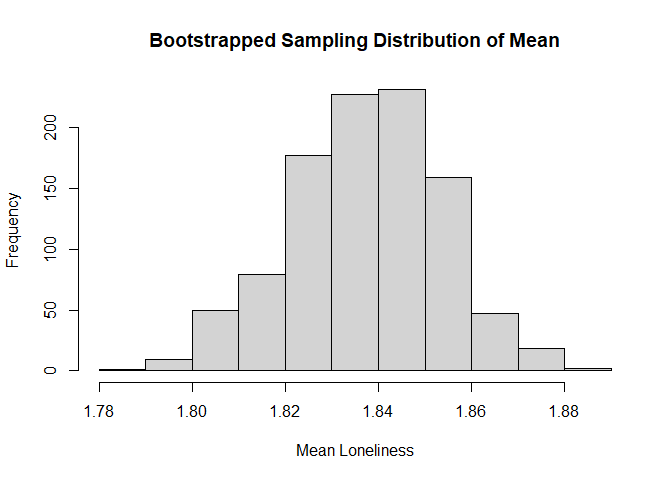 Bootstrapped Sampling Distribution of Mean
Frequency
200
150
100
50
0
1.78 1.80 1.82 1.84 1.86 1.88
Mean Loneliness